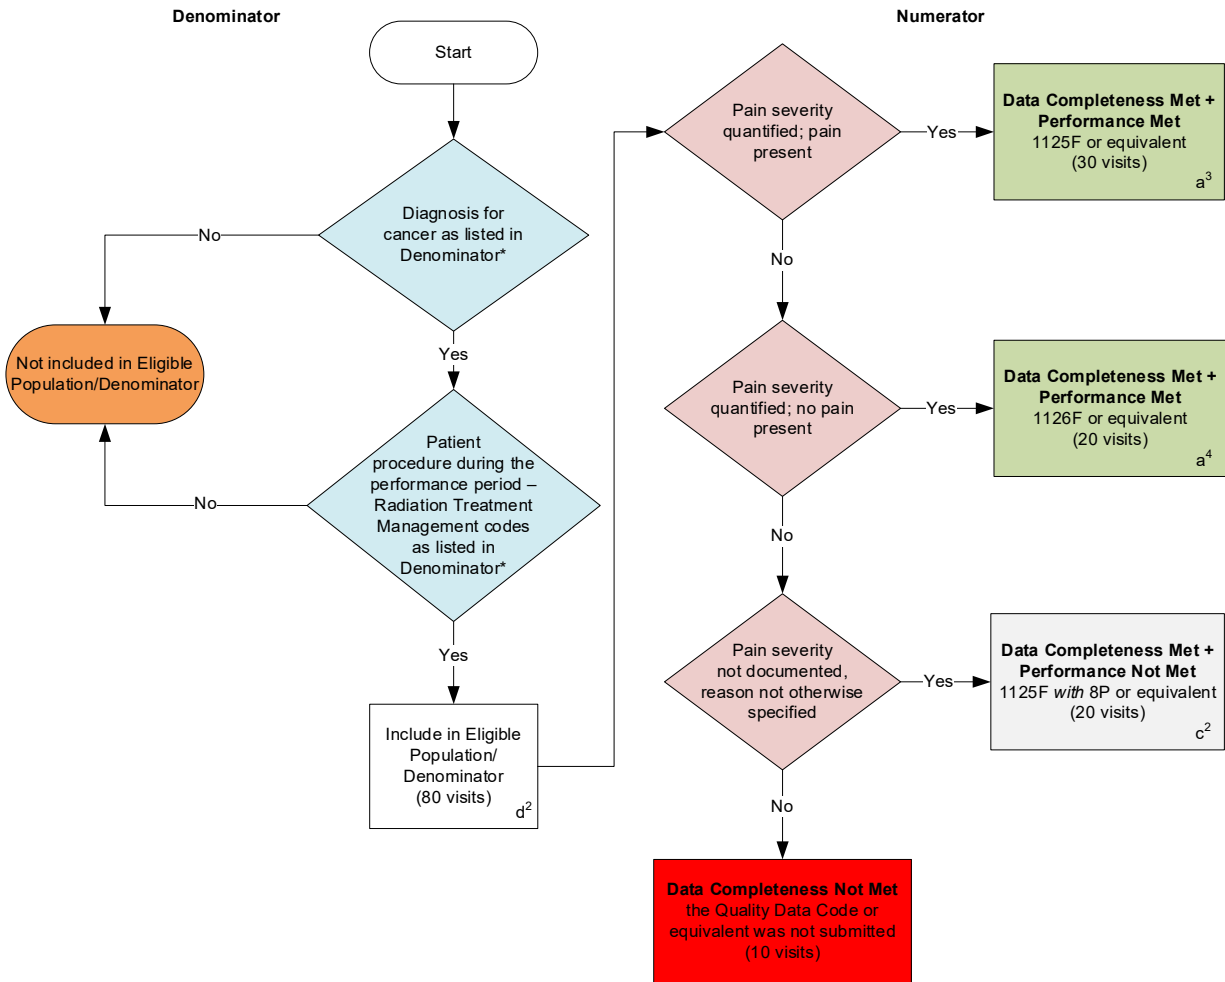 Denominator
Start
Diagnosis for
cancer as listed in
Denominator*
No
Yes
Not included in Eligible
Population/Denominator
Patient
procedure during the
performance period –
Radiation Treatment
Management codes
as listed in
Denominator*
No
Yes
Include in Eligible
Population/
Denominator
(80 visits)
d²
Numerator
Pain severity
quantified; pain
present
Yes
Data Completeness Met +
Performance Met
1125F or equivalent
(30 visits)
a³
No
Pain severity
quantified; no pain
present
Yes
Data Completeness Met +
Performance Met
1126F or equivalent
(20 visits)
a⁴
No
Pain severity
not documented,
reason not otherwise
specified
Yes
Data Completeness Met +
Performance Not Met
1125F with 8P or equivalent
(20 visits)
c²
No
Data Completeness Not Met
the Quality Data Code or
equivalent was not submitted
(10 visits)